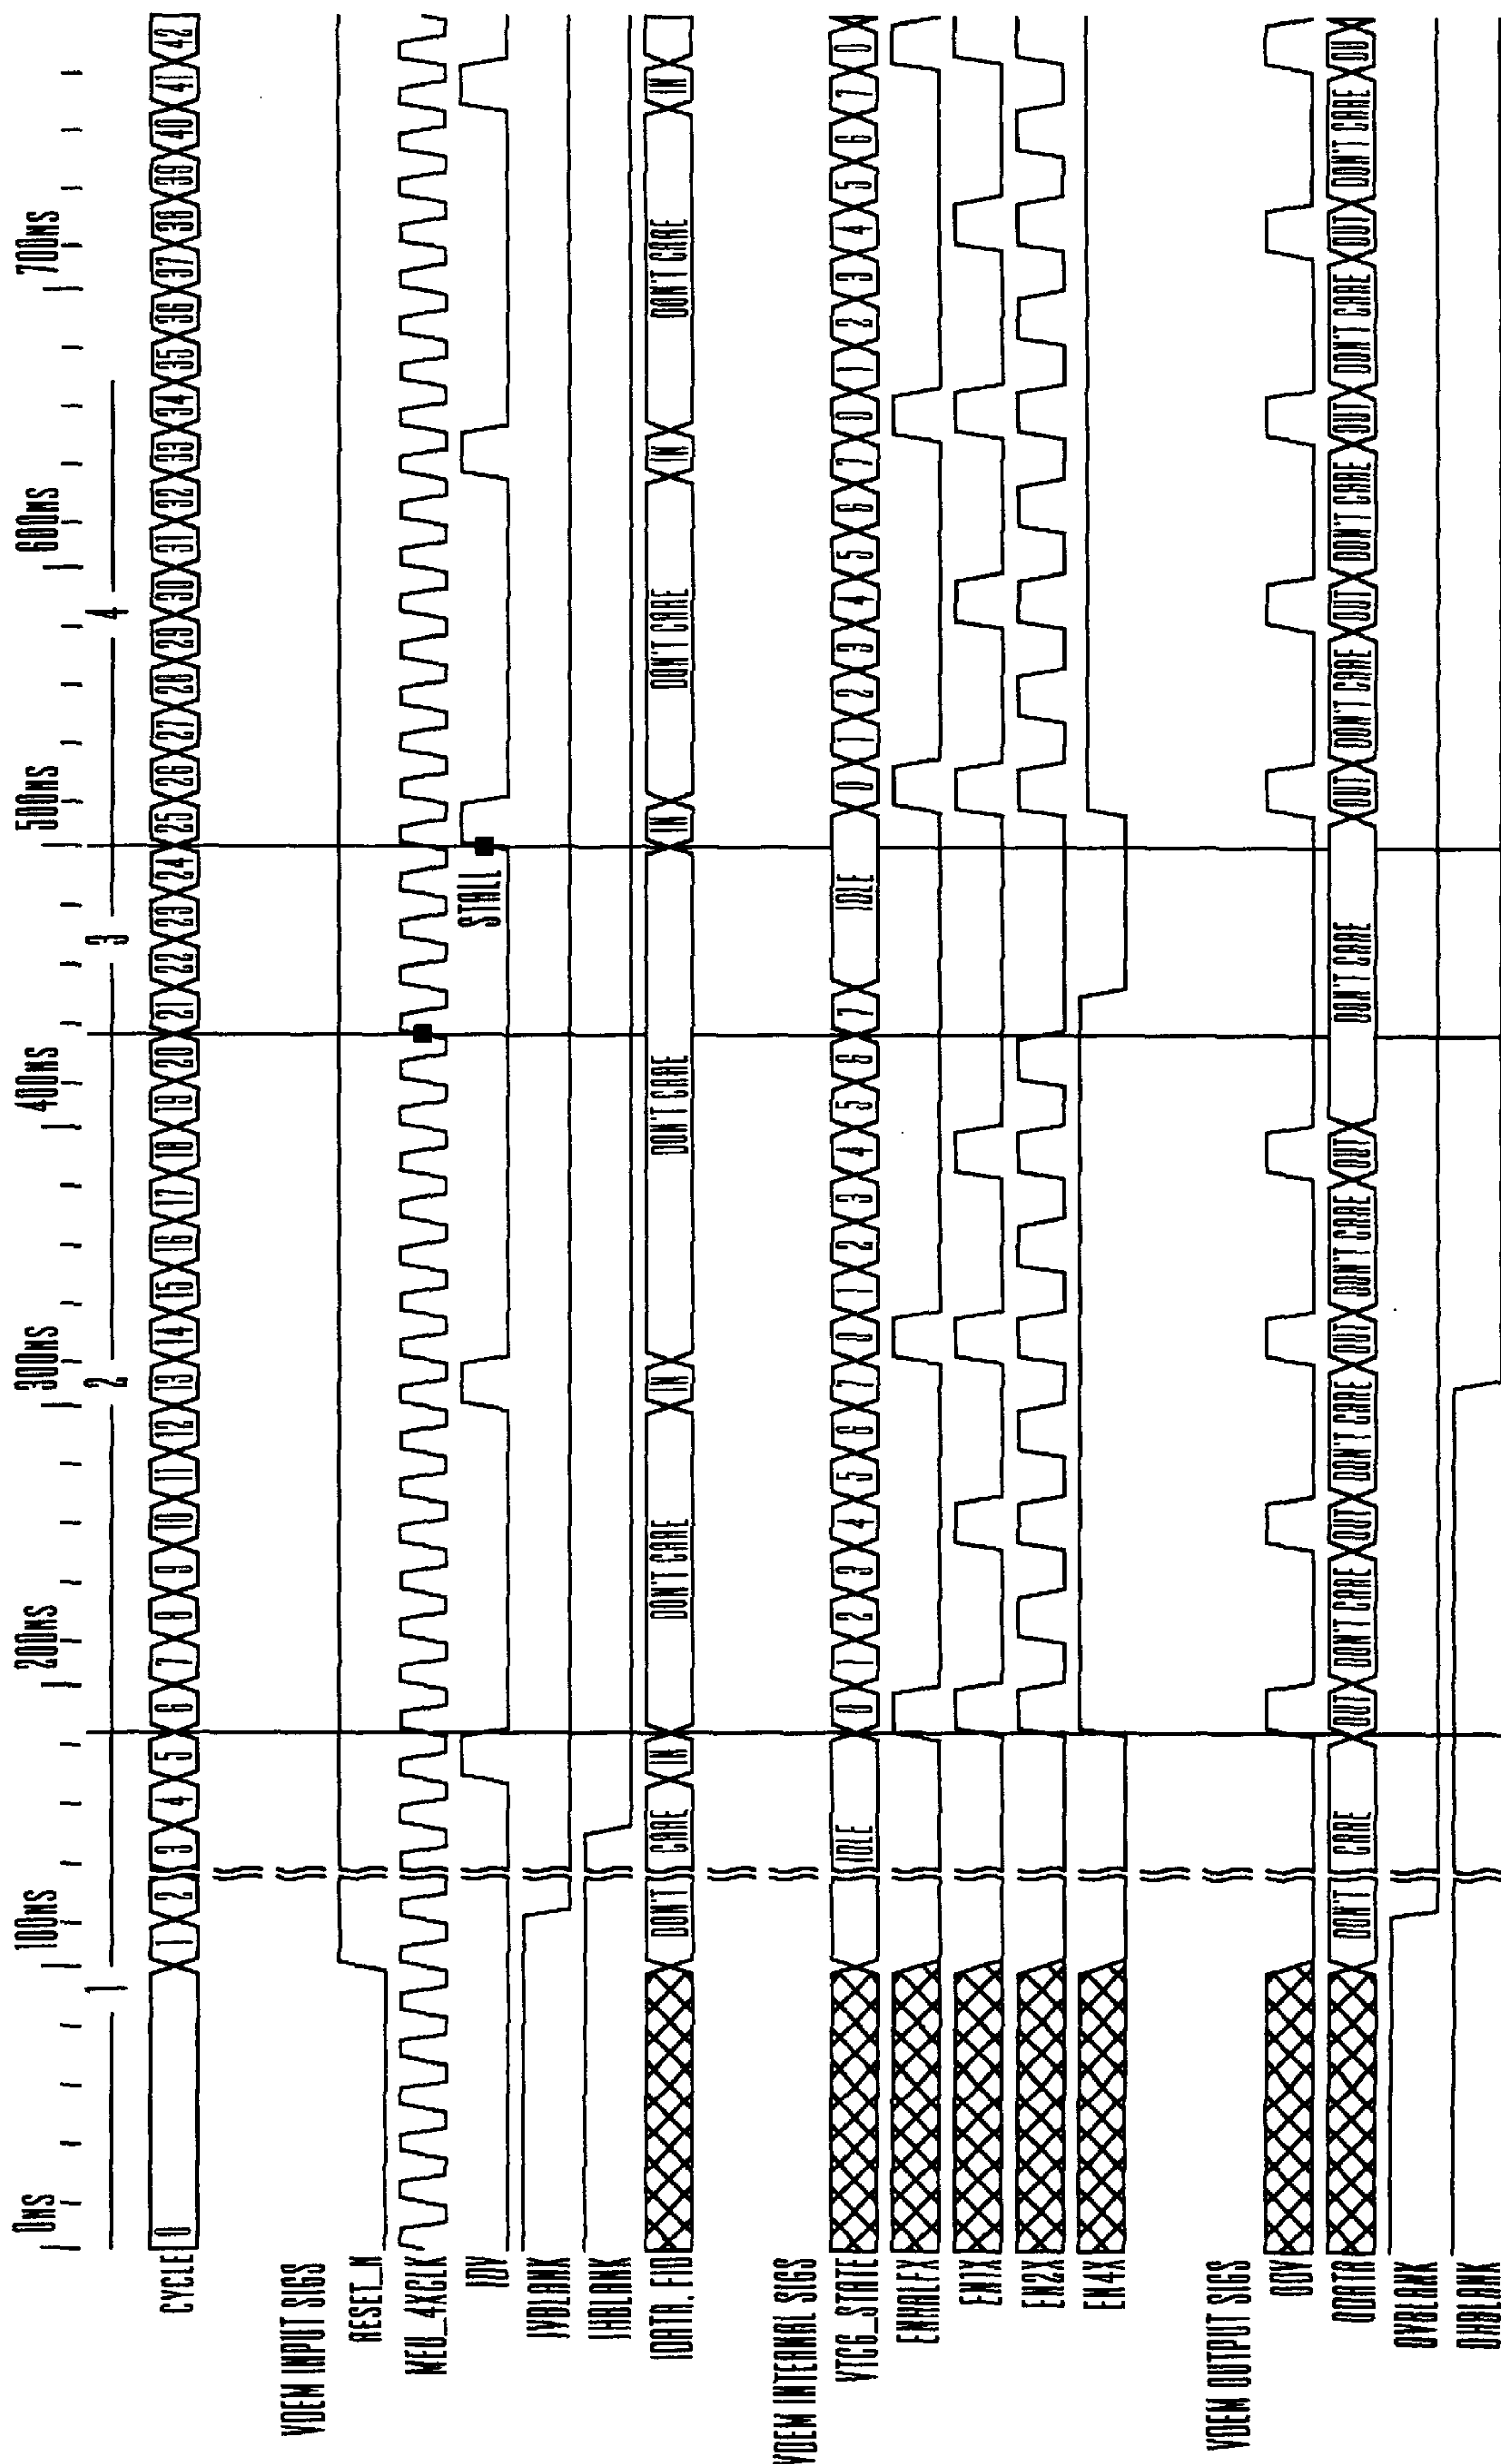 0NS 100NS 200NS 300NS 400NS 500NS 600NS 700NS
1 2 3 4
CYCLE 0 1 2 3 4 5 6 7 8 9 10 11 12 13 14 15 16 17 18 19 20 21 22 23 24 25 26 27 28 29 30 31 32 33 34 35 36 37 38 39 40 41 42
VDEM INPUT SIGS
RESET_N
MEU_4XCLK
IDV STALL
IVBLANK
IHBLANK
IDATA, FID DON'T CARE IN DON'T CARE IN DON'T CARE IN DON'T CARE IN DON'T CARE IN
VDEM INTERNAL SIGS
VTCG_STATE IDLE 0 1 2 3 4 5 6 7 0 1 2 3 4 5 6 7 IDLE 0 1 2 3 4 5 6 7 0 1 2 3 4 5 6 7 0
ENHALFX
EN1X
EN2X
EN4X
VDEM OUTPUT SIGS
ODV
ODATA DON'T CARE OUT DON'T CARE OUT DON'T CARE OUT DON'T CARE OUT DON'T CARE OUT DON'T CARE OUT DON'T CARE OUT DON'T CARE OUT DON'T CARE OU
OVBLANK
OHBLANK